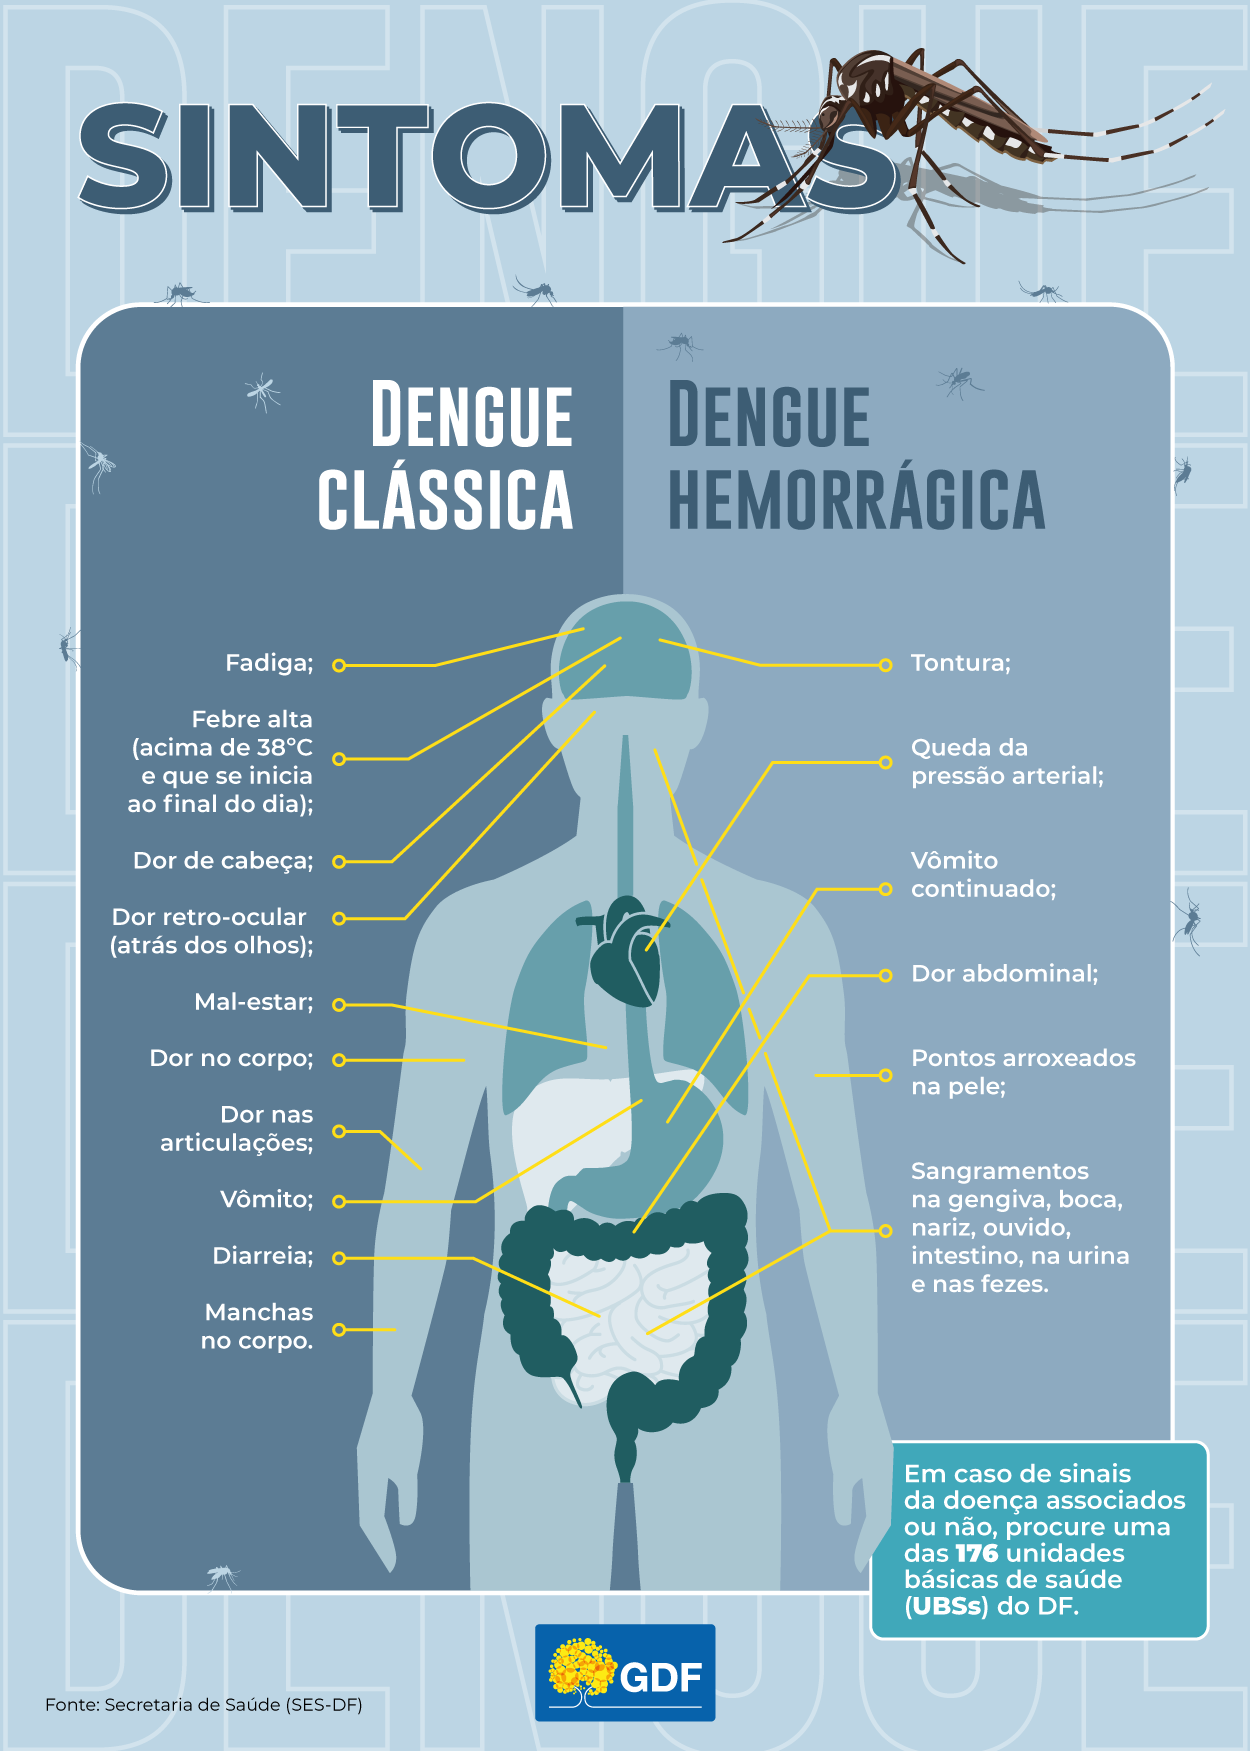 DENGUE
SINTOMAS
DENGUE
CLÁSSICA
Fadiga;
Febre alta
(acima de 38ºC
e que se inicia
ao final do dia);
Dor de cabeça;
Dor retro-ocular
(atrás dos olhos);
Mal-estar;
Dor no corpo;
Dor nas
articulações;
Vômito;
Diarreia;
Manchas
no corpo.
DENGUE
HEMORRÁGICA
Tontura;
Queda da
pressão arterial;
Vômito
continuado;
Dor abdominal;
Pontos arroxeados
na pele;
Sangramentos
na gengiva, boca,
nariz, ouvido,
intestino, na urina
e nas fezes.
Em caso de sinais
da doença associados
ou não, procure uma
das 176 unidades
básicas de saúde
(UBSs) do DF.
GDF
Fonte: Secretaria de Saúde (SES-DF)